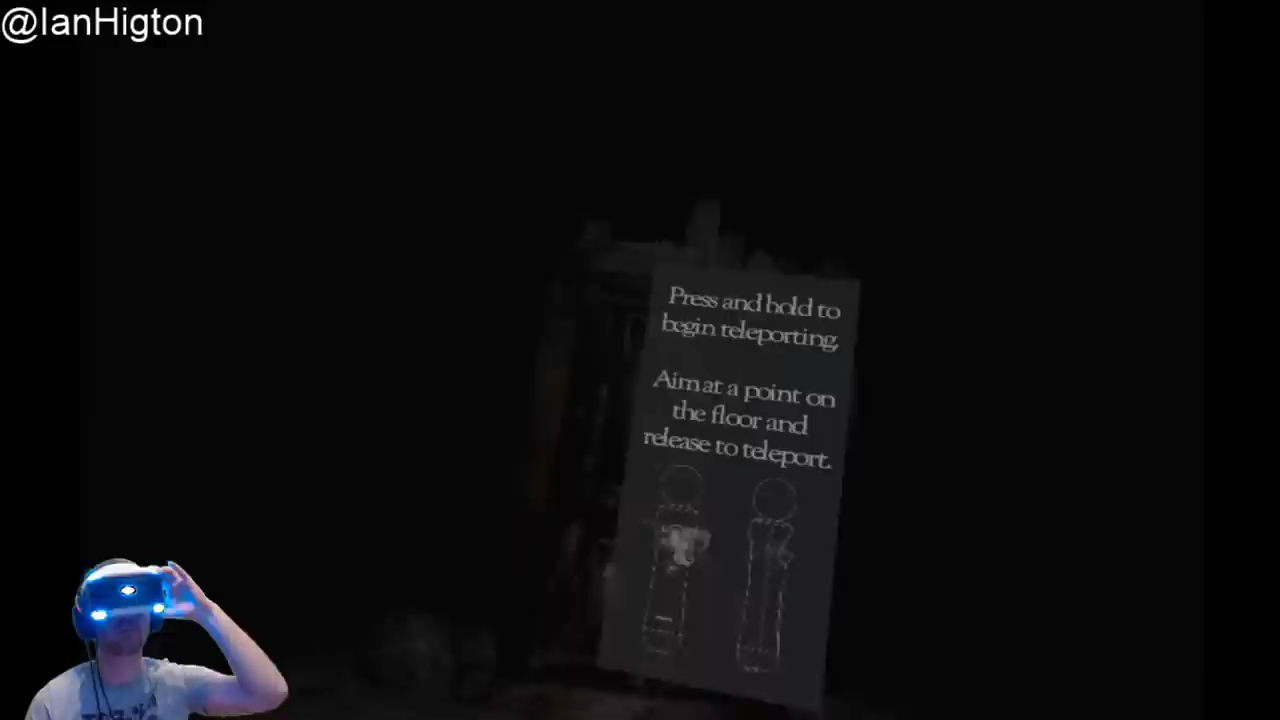 @IanHigton
Press and hold to
begin teleporting.
Aim at a point on
the floor and
release to teleport.